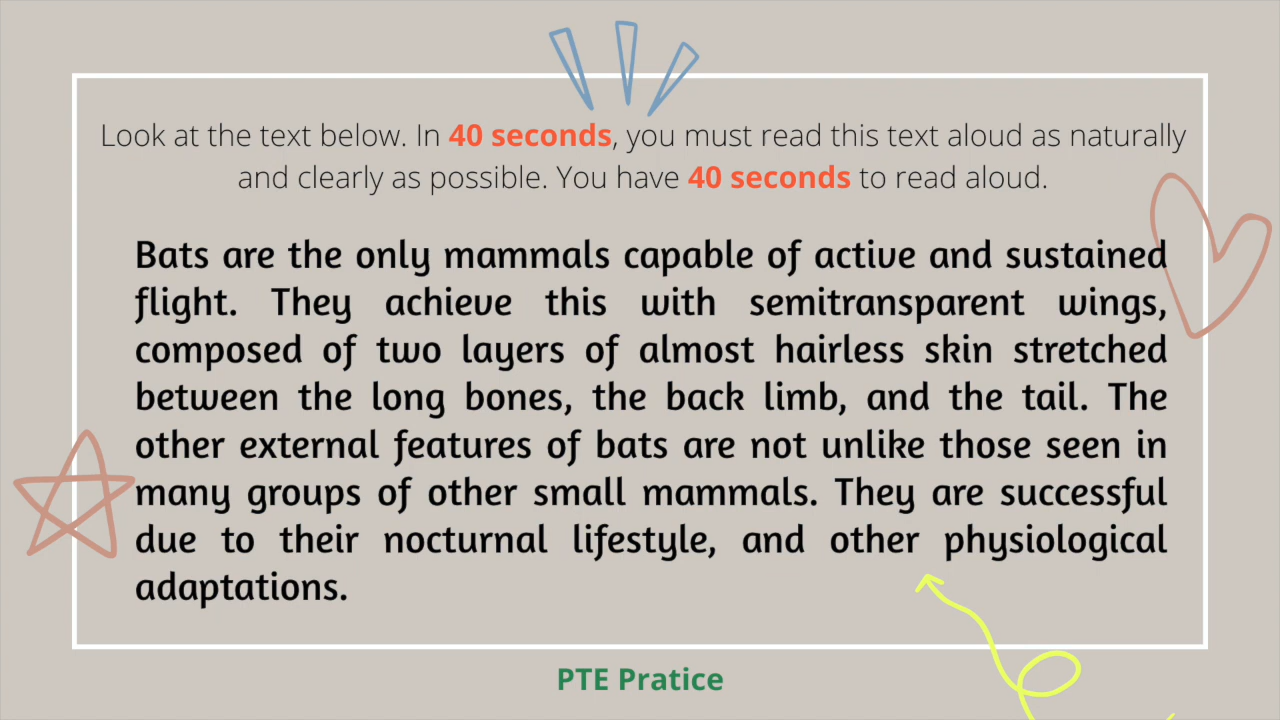 Look at the text below. In 40 seconds, you must read this text aloud as naturally
and clearly as possible. You have 40 seconds to read aloud.
Bats are the only mammals capable of active and sustained
flight. They achieve this with semitransparent wings,
composed of two layers of almost hairless skin stretched
between the long bones, the back limb, and the tail. The
other external features of bats are not unlike those seen in
many groups of other small mammals. They are successful
due to their nocturnal lifestyle, and other physiological
adaptations.
PTE Pratice